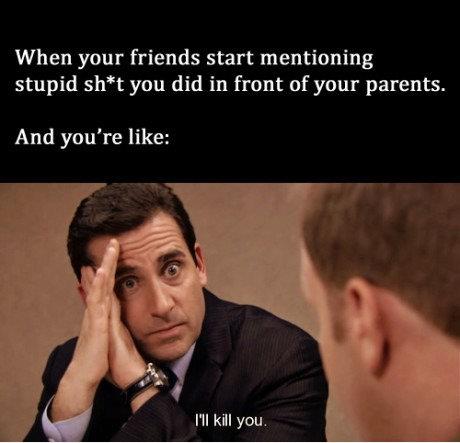 When your friends start mentioning
stupid sh*t you did in front of your parents.
And you’re like:
I'll kill you.